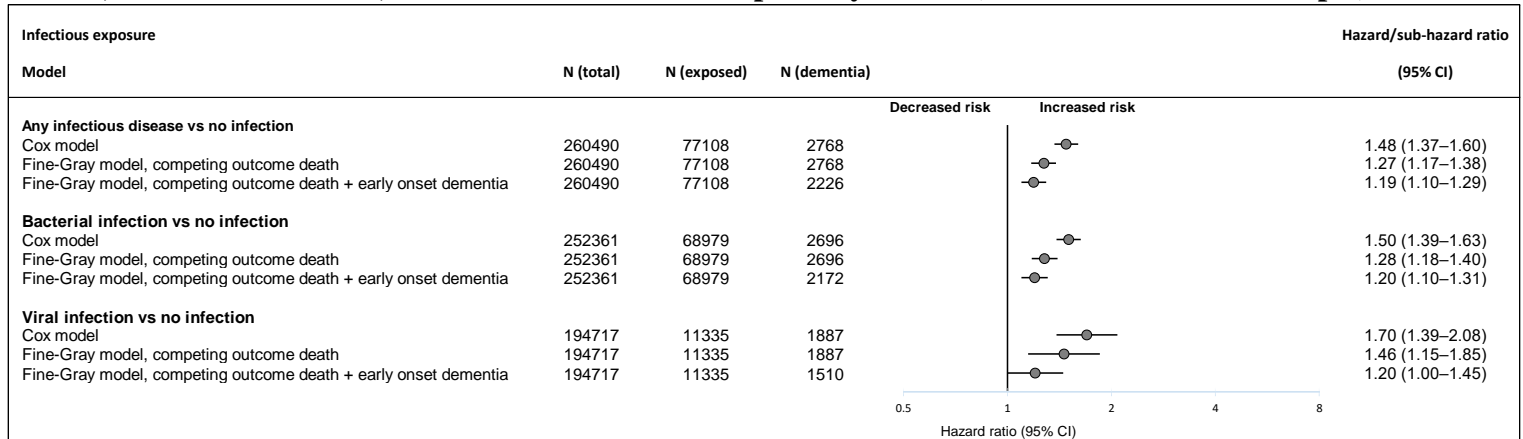 Infectious exposure Hazard/sub-hazard ratio
Model N (total) N (exposed) N (dementia) (95% CI)
Decreased risk Increased risk
Any infectious disease vs no infection
Cox model 260490 77108 2768 1.48 (1.37–1.60)
Fine-Gray model, competing outcome death 260490 77108 2768 1.27 (1.17–1.38)
Fine-Gray model, competing outcome death + early onset dementia 260490 77108 2226 1.19 (1.10–1.29)
Bacterial infection vs no infection
Cox model 252361 68979 2696 1.50 (1.39–1.63)
Fine-Gray model, competing outcome death 252361 68979 2696 1.28 (1.18–1.40)
Fine-Gray model, competing outcome death + early onset dementia 252361 68979 2172 1.20 (1.10–1.31)
Viral infection vs no infection
Cox model 194717 11335 1887 1.70 (1.39–2.08)
Fine-Gray model, competing outcome death 194717 11335 1887 1.46 (1.15–1.85)
Fine-Gray model, competing outcome death + early onset dementia 194717 11335 1510 1.20 (1.00–1.45)
0.5 1 2 4 8
Hazard ratio (95% CI)